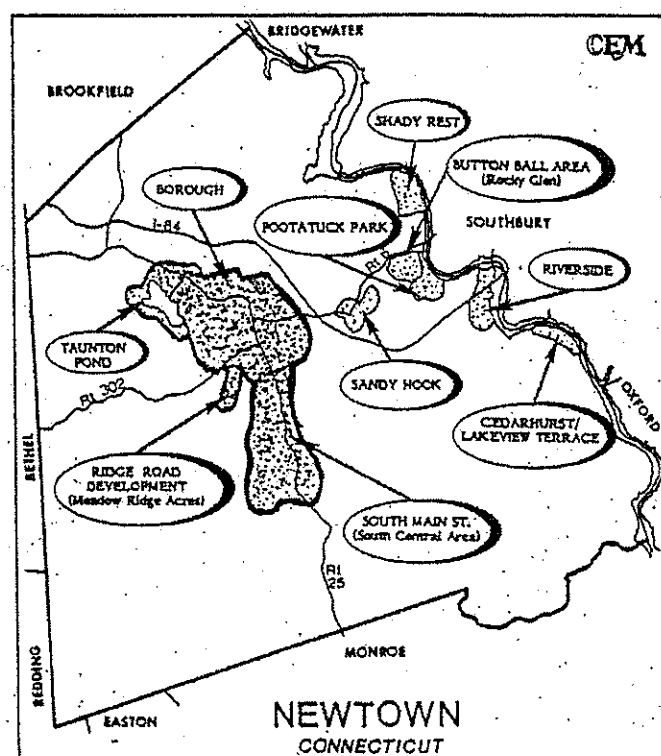 BRIDGEWATER
CEM
BROOKFIELD
SHADY REST
BUTTON BALL AREA
(Rocky Glen)
BOROUGH
I-84
POOTATUCK PARK
SOUTHBURY
Rt 6
RIVERSIDE
TAUNTON
POND
SANDY HOOK
Rt 302
OXFORD
CEDARHURST/
LAKEVIEW TERRACE
BETHEL
RIDGE ROAD
DEVELOPMENT
(Meadow Ridge Acres)
SOUTH MAIN ST.
(South Central Area)
Rt
25
MONROE
REDDING
EASTON
NEWTOWN
CONNECTICUT